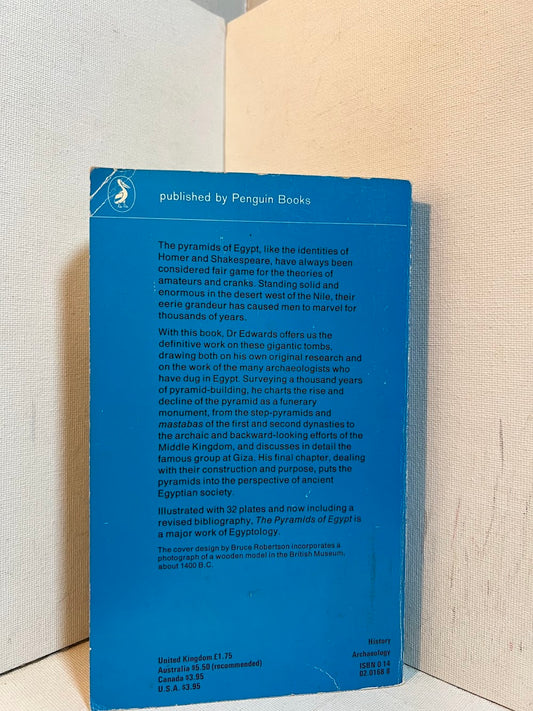 published by Penguin Books
The pyramids of Egypt, like the identities of
Homer and Shakespeare, have always been
considered fair game for the theories of
amateurs and cranks. Standing solid and
enormous in the desert west of the Nile, their
eerie grandeur has caused men to marvel for
thousands of years.
With this book, Dr Edwards offers us the
definitive work on these gigantic tombs,
drawing both on his own original research and
on the work of the many archaeologists who
have dug in Egypt. Surveying a thousand years
of pyramid-building, he charts the rise and
decline of the pyramid as a funerary
monument, from the step-pyramids and
mastabas of the first and second dynasties to
the archaic and backward-looking efforts of the
Middle Kingdom, and discusses in detail the
famous group at Giza. His final chapter, dealing
with their construction and purpose, puts the
pyramids into the perspective of ancient
Egyptian society.
Illustrated with 32 plates and now including a
revised bibliography, The Pyramids of Egypt is
a major work of Egyptology.
The cover design by Bruce Robertson incorporates a
photograph of a wooden model in the British Museum,
about 1400 B.C.
United Kingdom £1.75
Australia $5.50 (recommended)
Canada $3.95
U.S.A. $3.95
History
Archaeology
ISBN 0 14
02.0168 8